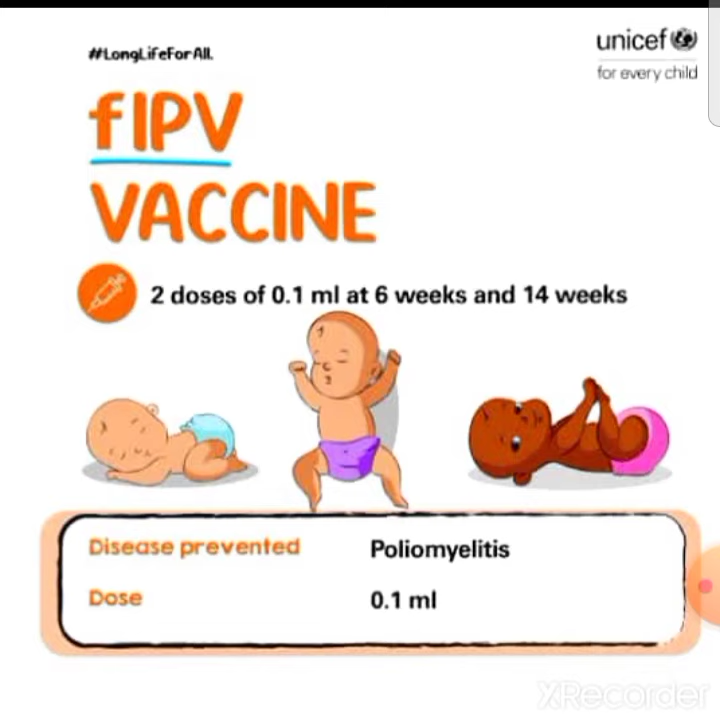 #LongLifeForAll
unicef
for every child
fIPV
VACCINE
2 doses of 0.1 ml at 6 weeks and 14 weeks
Disease prevented Poliomyelitis
Dose 0.1 ml
XRecorder